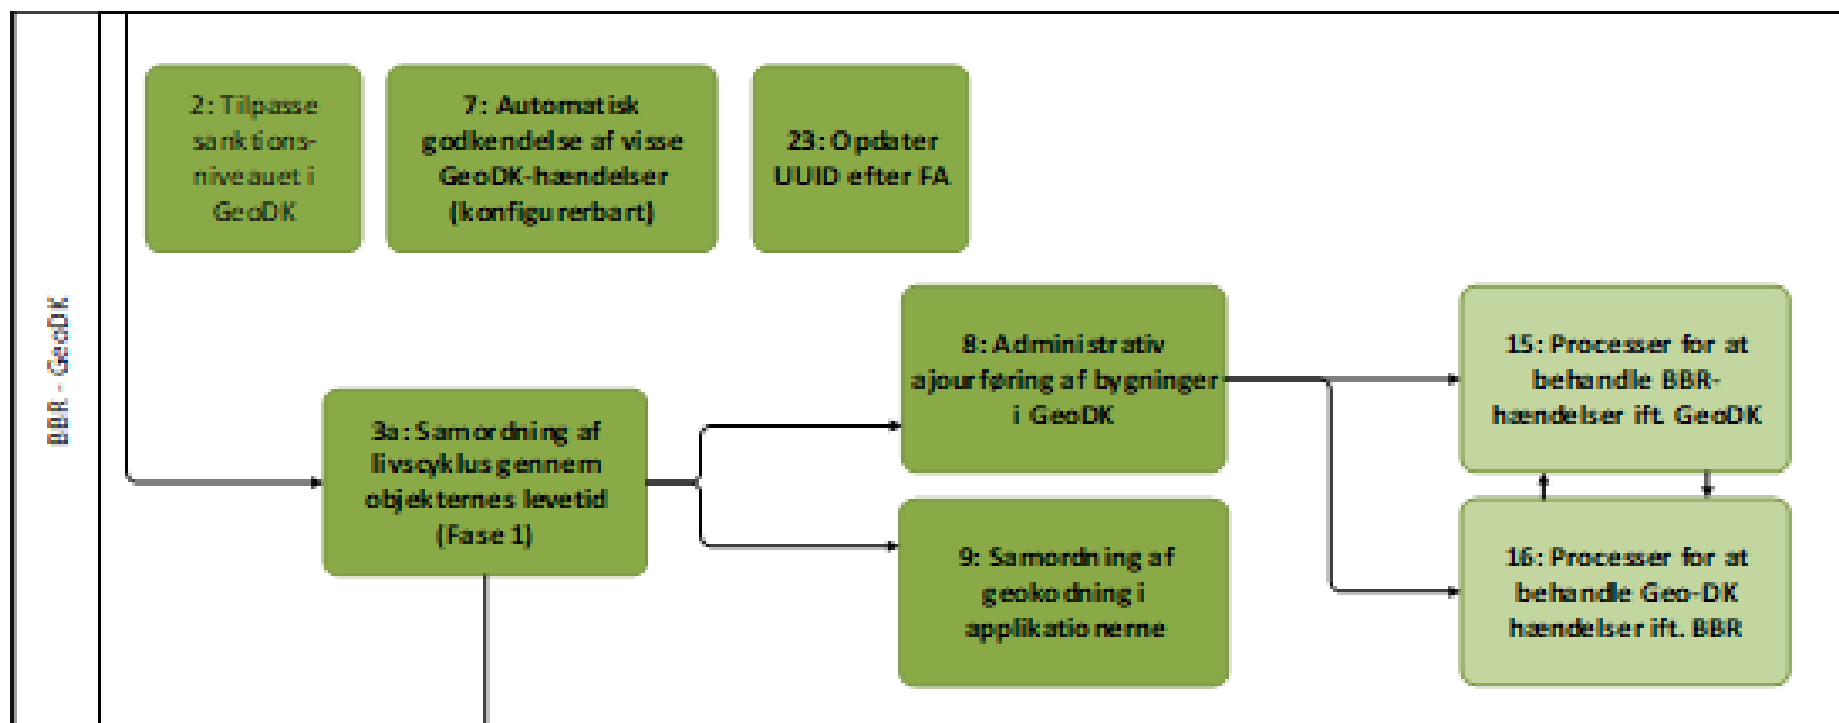 BBR - GeoDK
2: Tilpasse
sanktions-
niveauet i
GeoDK
7: Automatisk
godkendelse af visse
GeoDK-hændelser
(konfigurerbart)
23: Opdater
UUID efter FA
3a: Samordning af
livscyklus gennem
objekternes levetid
(Fase 1)
8: Administrativ
ajourføring af bygninger
i GeoDK
9: Samordning af
geokodning i
applikationerne
15: Processer for at
behandle BBR-
hændelser ift. GeoDK
16: Processer for at
behandle Geo-DK
hændelser ift. BBR